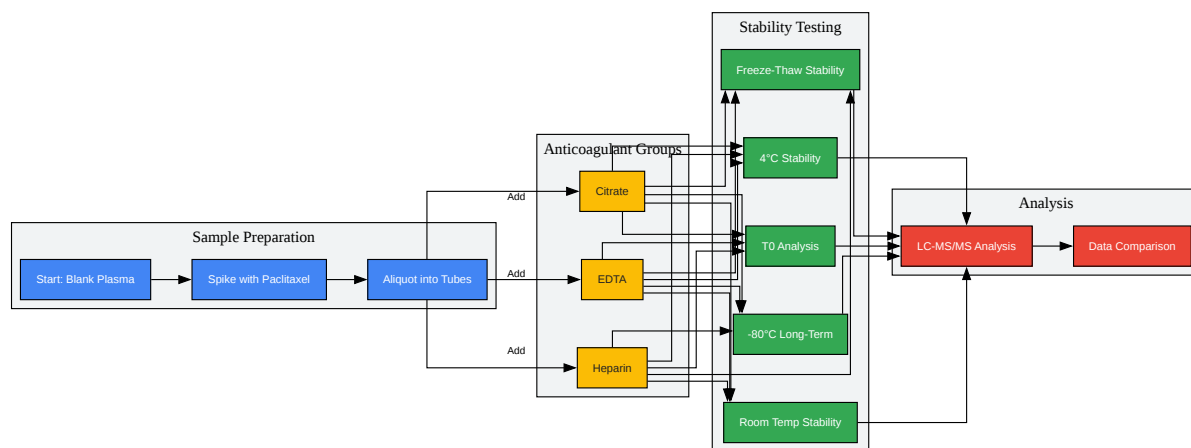 Stability Testing
Freeze-Thaw Stability
Anticoagulant Groups
4°C Stability
Citrate
Add
Analysis
Sample Preparation
T0 Analysis
LC-MS/MS Analysis
Data Comparison
Start: Blank Plasma
Spike with Paclitaxel
Aliquot into Tubes
Add
EDTA
-80°C Long-Term
Add
Heparin
Room Temp Stability